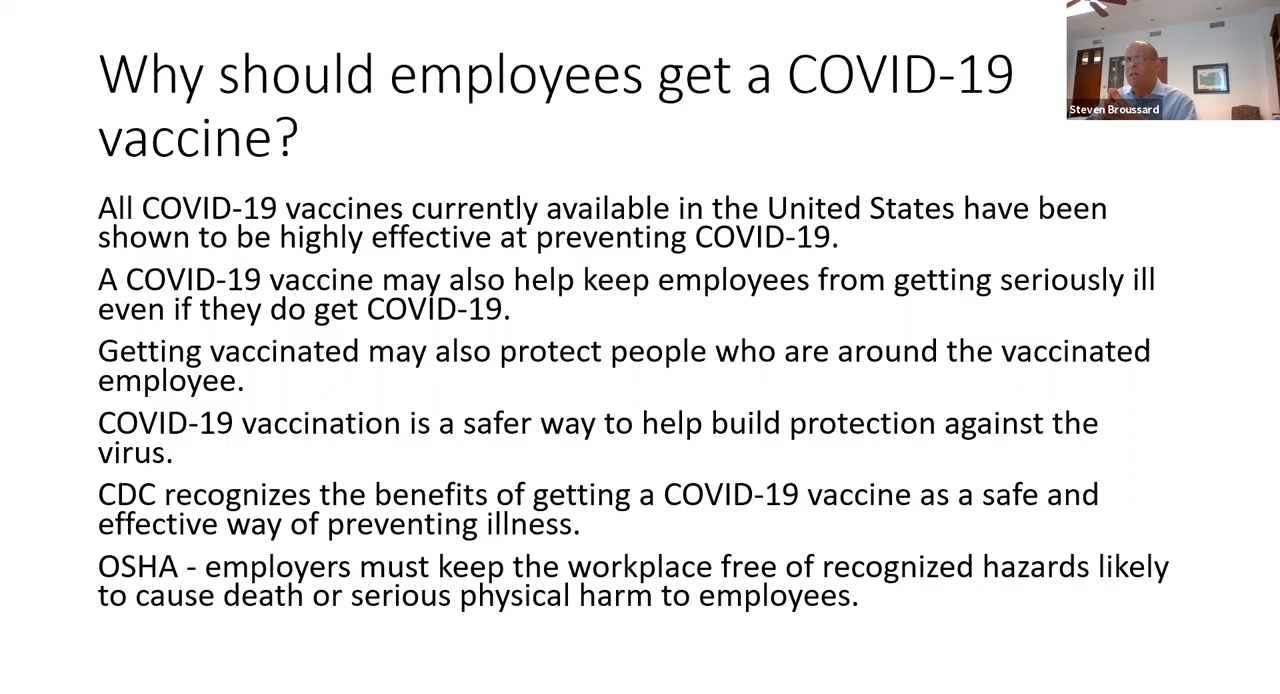 Why should employees get a COVID-19
vaccine?
Steven Broussard
All COVID-19 vaccines currently available in the United States have been
shown to be highly effective at preventing COVID-19.
A COVID-19 vaccine may also help keep employees from getting seriously ill
even if they do get COVID-19.
Getting vaccinated may also protect people who are around the vaccinated
employee.
COVID-19 vaccination is a safer way to help build protection against the
virus.
CDC recognizes the benefits of getting a COVID-19 vaccine as a safe and
effective way of preventing illness.
OSHA - employers must keep the workplace free of recognized hazards likely
to cause death or serious physical harm to employees.